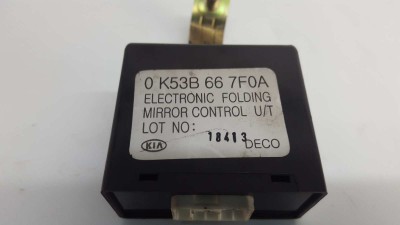 0 K53B 66 7F0A
ELECTRONIC FOLDING
MIRROR CONTROL U/T
LOT NO: 18413
KIA DECO